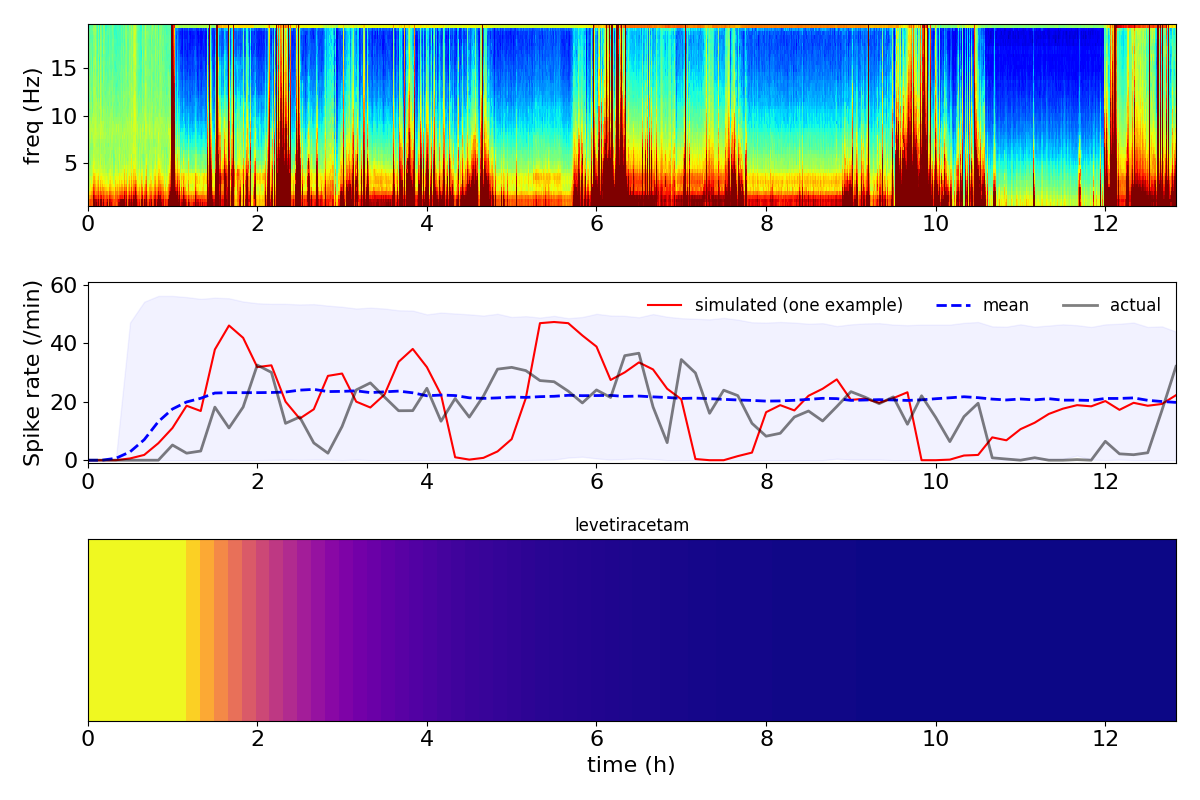 freq (Hz)
15
10
5
0 2 4 6 8 10 12
Spike rate (/min)
60
40
20
0
simulated (one example) mean actual
0 2 4 6 8 10 12
levetiracetam
0 2 4 6 8 10 12
time (h)